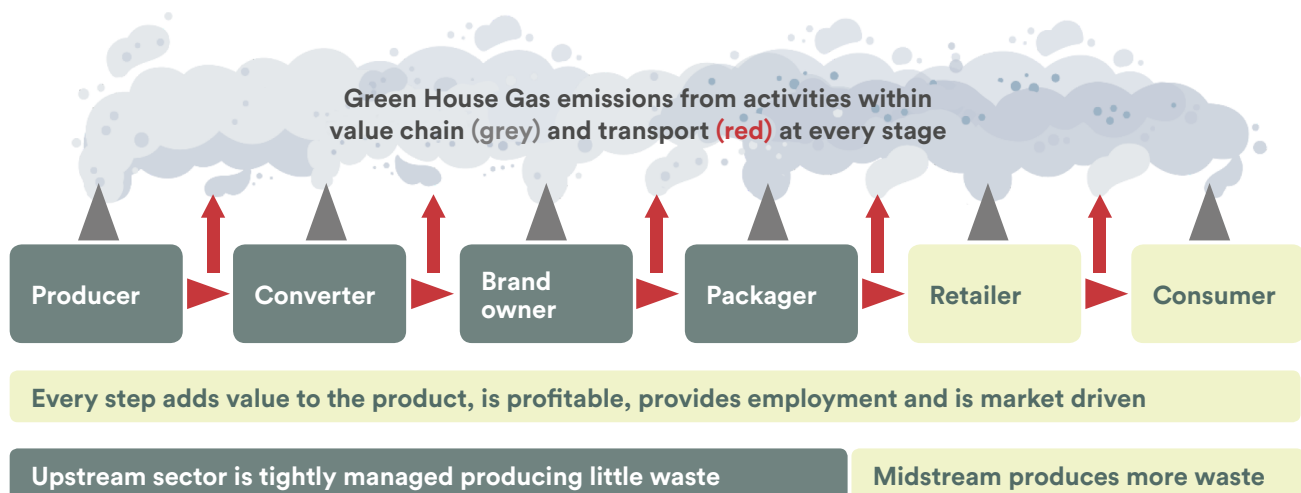 Green House Gas emissions from activities within
value chain (grey) and transport (red) at every stage
Producer
Converter
Brand
owner
Packager
Retailer
Consumer
Every step adds value to the product, is profitable, provides employment and is market driven
Upstream sector is tightly managed producing little waste
Midstream produces more waste